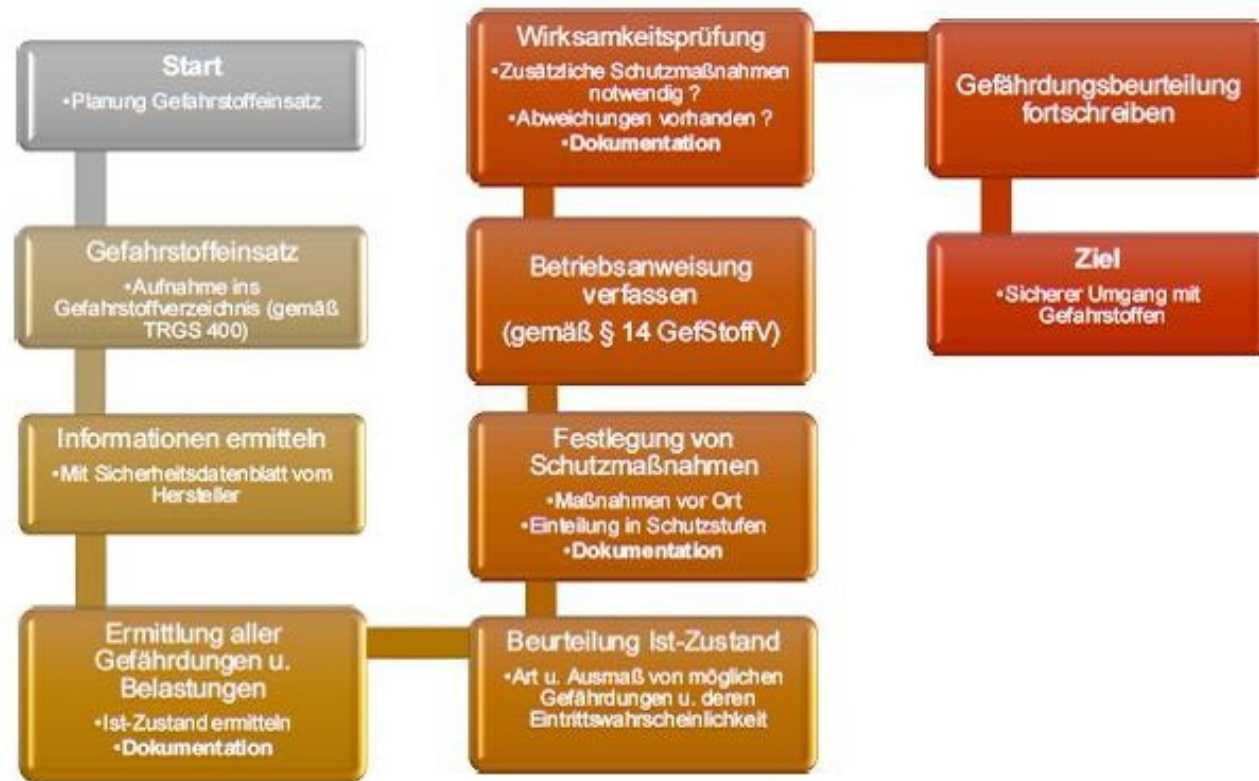 Start
•Planung Gefahrstoffeinsatz
Gefahrstoffeinsatz
•Aufnahme ins
Gefahrstoffverzeichnis (gemäß
TRGS 400)
Informationen ermitteln
•Mit Sicherheitsdatenblatt vom
Hersteller
Ermittlung aller
Gefährdungen u.
Belastungen
•Ist-Zustand ermitteln
•Dokumentation
Beurteilung Ist-Zustand
•Art u. Ausmaß von möglichen
Gefährdungen u. deren
Eintrittswahrscheinlichkeit
Festlegung von
Schutzmaßnahmen
•Maßnahmen vor Ort
•Einteilung in Schutzstufen
•Dokumentation
Betriebsanweisung
verfassen
(gemäß § 14 GefStoffV)
Wirksamkeitsprüfung
•Zusätzliche Schutzmaßnahmen
notwendig ?
•Abweichungen vorhanden ?
•Dokumentation
Gefährdungsbeurteilung
fortschreiben
Ziel
•Sicherer Umgang mit
Gefahrstoffen